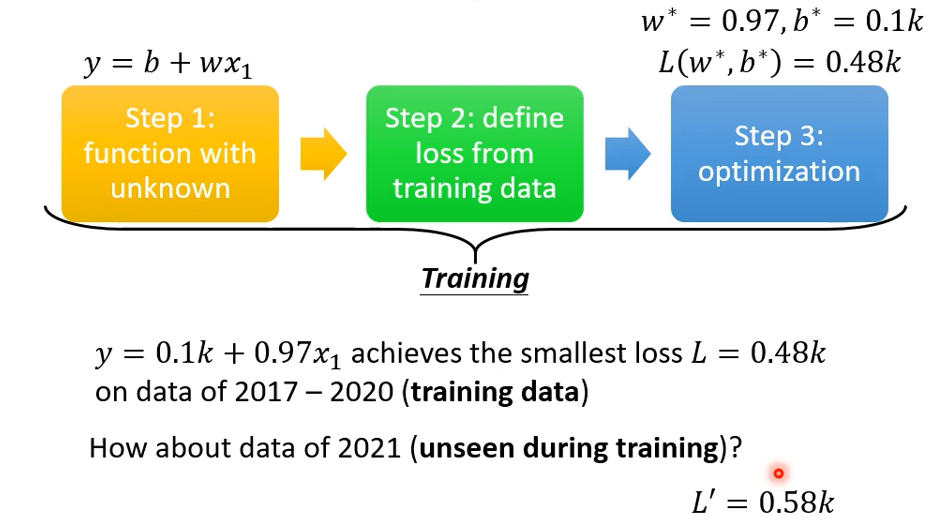 w* = 0.97, b* = 0.1k
y = b + wx₁
L(w*, b*) = 0.48k
Step 1:
function with
unknown
Step 2: define
loss from
training data
Step 3:
optimization
Training
y = 0.1k + 0.97x₁ achieves the smallest loss L = 0.48k
on data of 2017 – 2020 (training data)
How about data of 2021 (unseen during training)?
L′ = 0.58k